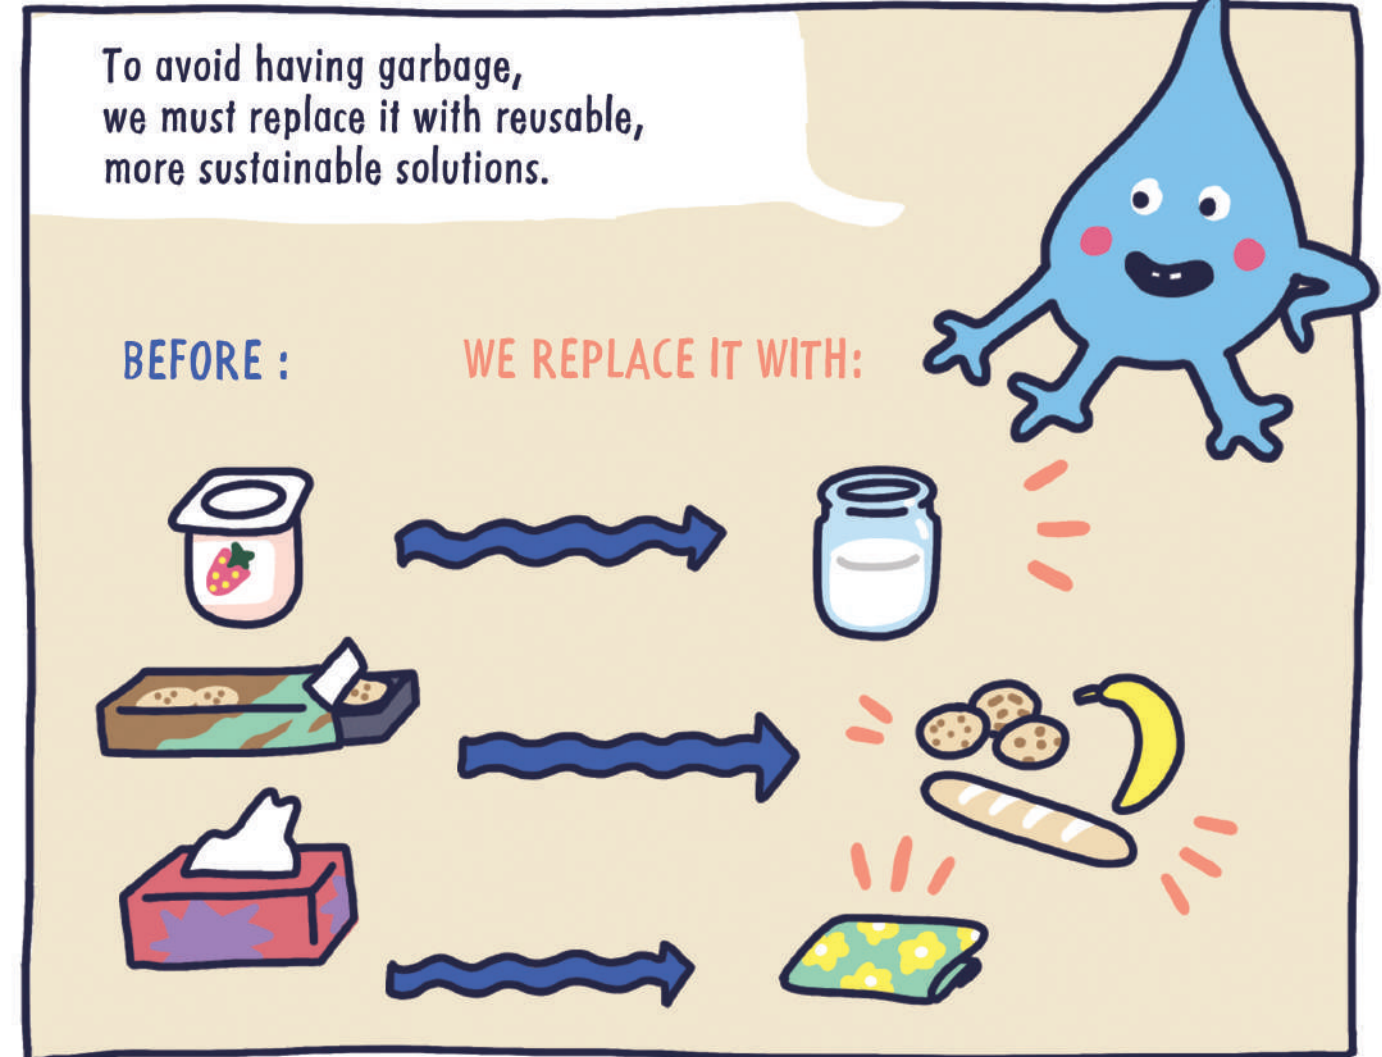 To avoid having garbage,
we must replace it with reusable,
more sustainable solutions.
BEFORE :
WE REPLACE IT WITH: